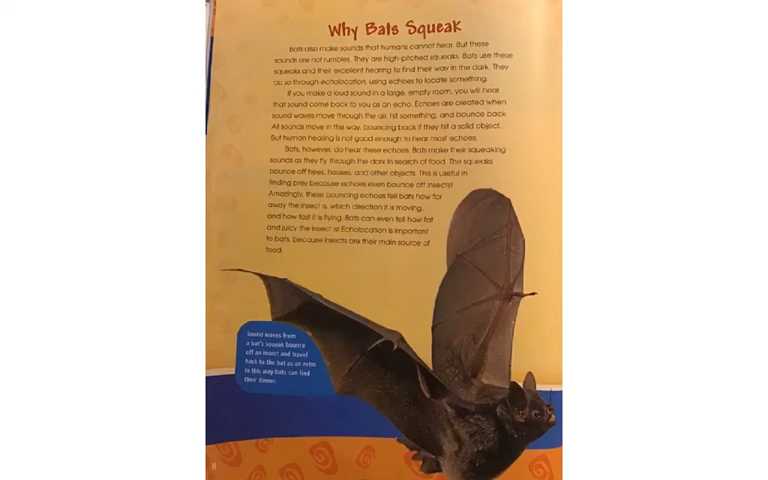 Why Bats Squeak
Bats also make sounds that humans cannot hear. But these
sounds are not rumbles. They are high-pitched squeaks. Bats use these
squeaks and their excellent hearing to find their way in the dark. They
do so through echolocation, using echoes to locate something.
If you make a loud sound in a large, empty room, you will hear
that sound come back to you as an echo. Echoes are created when
sound waves move through the air, hit something, and bounce back.
All sounds move in this way, bouncing back if they hit a solid object.
But human hearing is not good enough to hear most echoes.
Bats, however, do hear these echoes. Bats make their squeaking
sounds as they fly through the dark in search of food. The squeaks
bounce off trees, houses, and other objects. This is useful in
finding prey because echoes even bounce off insects!
Amazingly, these bouncing echoes tell bats how far
away the insect is, which direction it is moving,
and how fast it is flying. Bats can even tell how fat
and juicy the insect is! Echolocation is important
to bats, because insects are their main source of
food.
Sound waves from
a bat's squeak bounce
off an insect and travel
back to the bat as an echo.
In this way bats can find
their dinner.
8